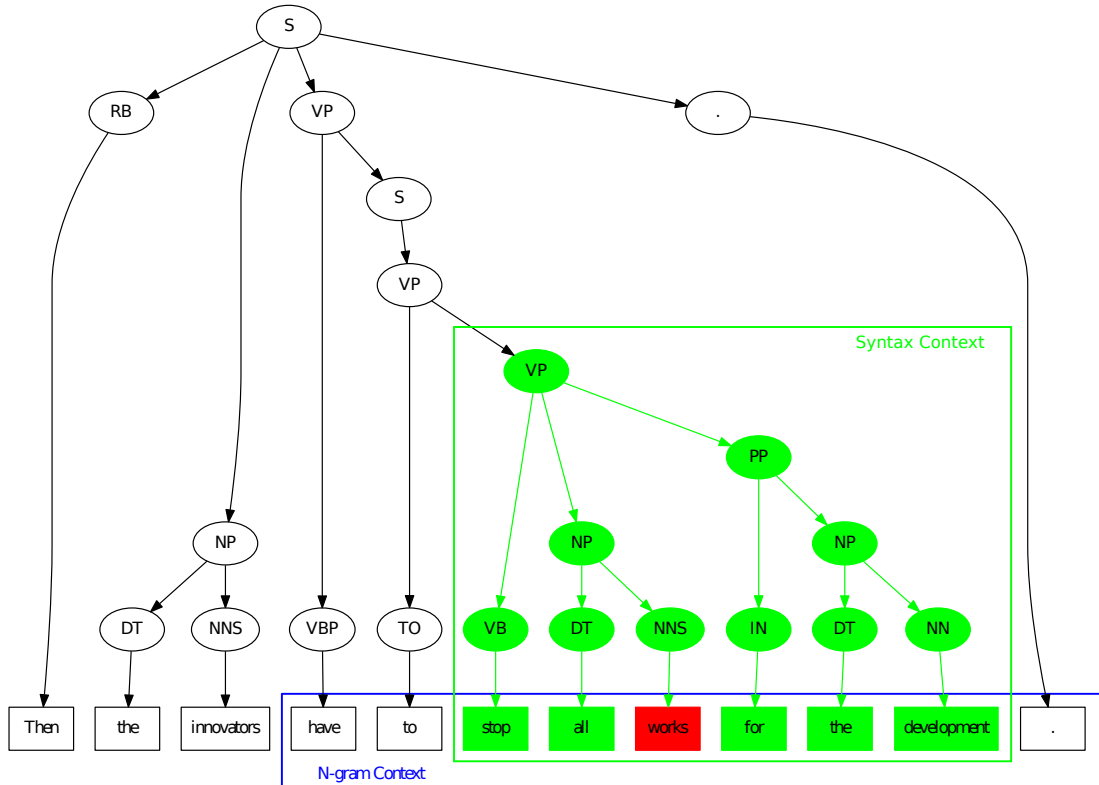 S
RB VP .
S
VP
Syntax Context
VP
PP
NP NP NP
DT NNS VBP TO VB DT NNS IN DT NN
Then the innovators have to stop all works for the development .
N-gram Context